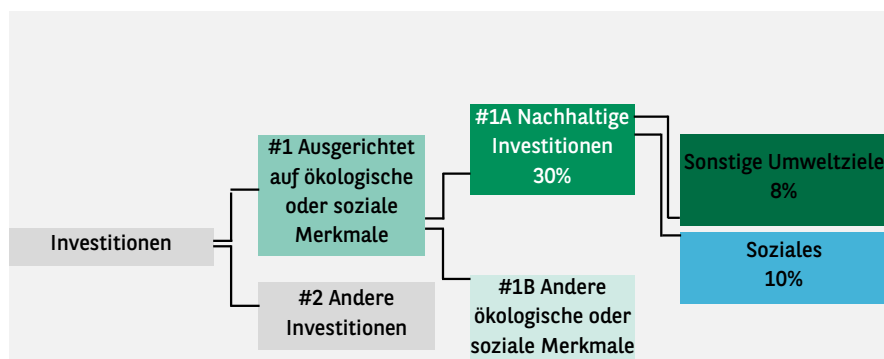 Investitionen
#1 Ausgerichtet
auf ökologische
oder soziale
Merkmale
#2 Andere
Investitionen
#1A Nachhaltige
Investitionen
30%
#1B Andere
ökologische oder
soziale Merkmale
Sonstige Umweltziele
8%
Soziales
10%